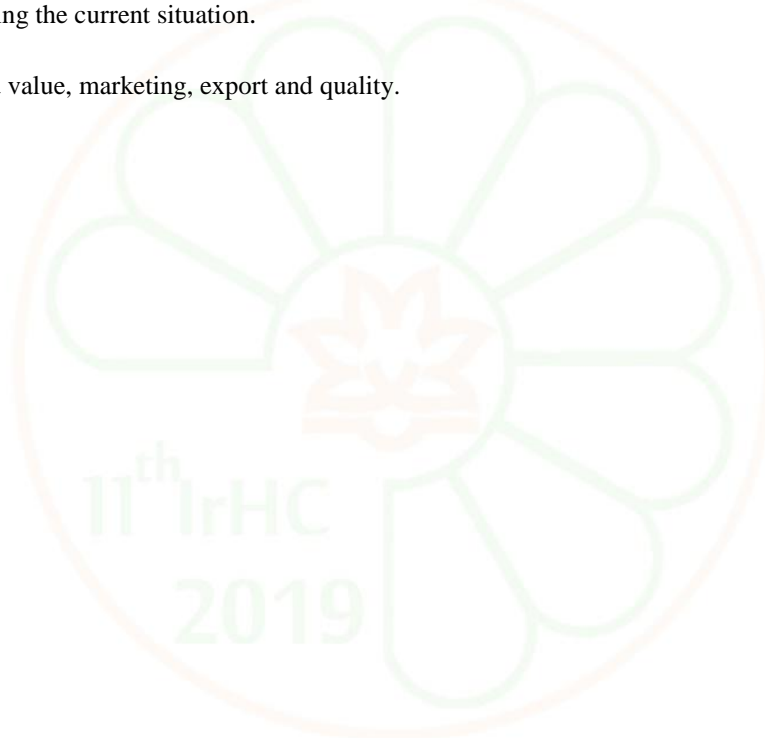 ing the current situation.
value, marketing, export and quality.
11th IrHC
2019